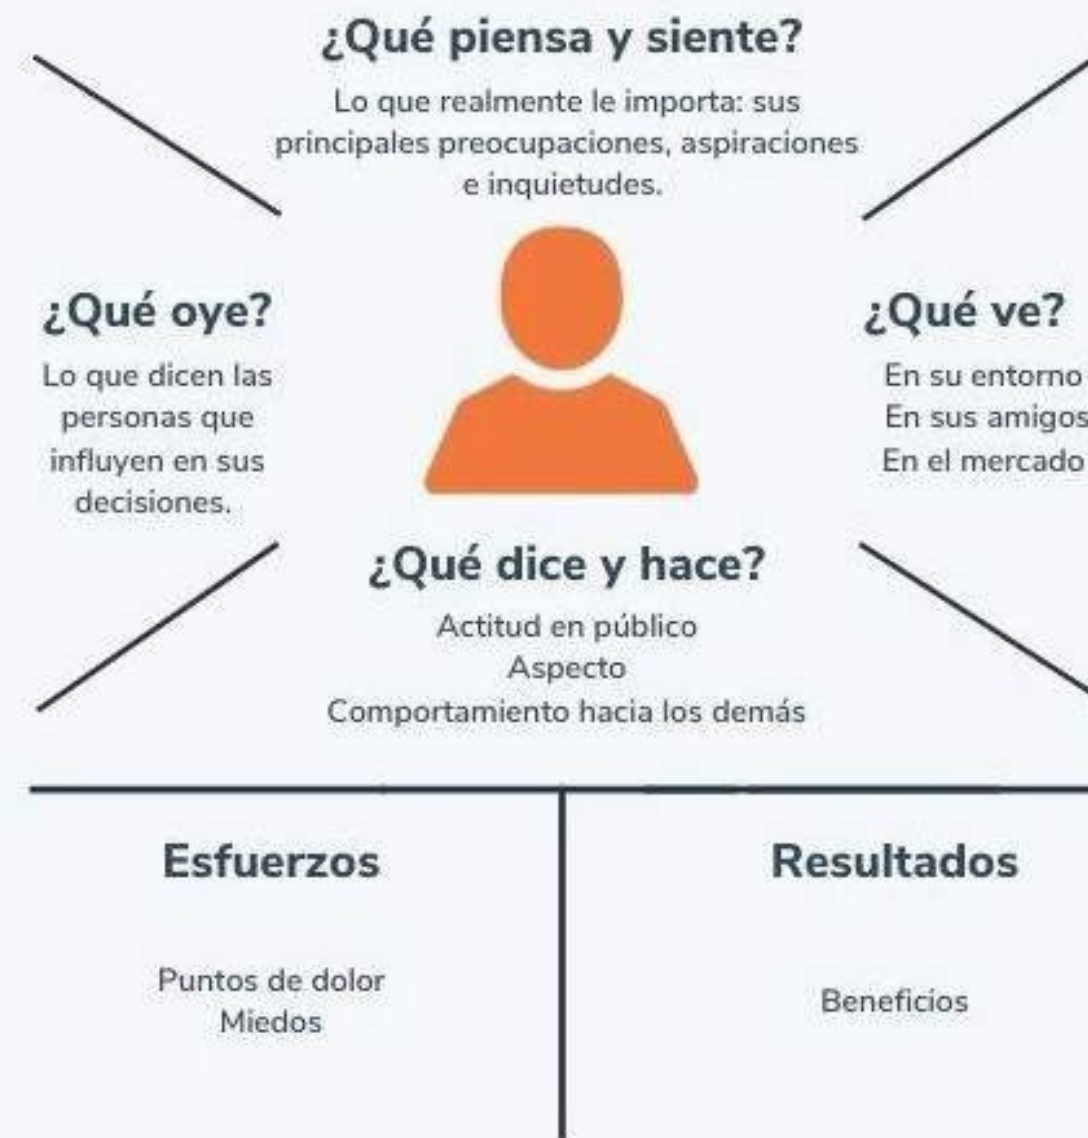 ¿Qué piensa y siente?
Lo que realmente le importa: sus
principales preocupaciones, aspiraciones
e inquietudes.
¿Qué oye?
Lo que dicen las
personas que
influyen en sus
decisiones.
¿Qué ve?
En su entorno
En sus amigos
En el mercado
¿Qué dice y hace?
Actitud en público
Aspecto
Comportamiento hacia los demás
Esfuerzos
Puntos de dolor
Miedos
Resultados
Beneficios